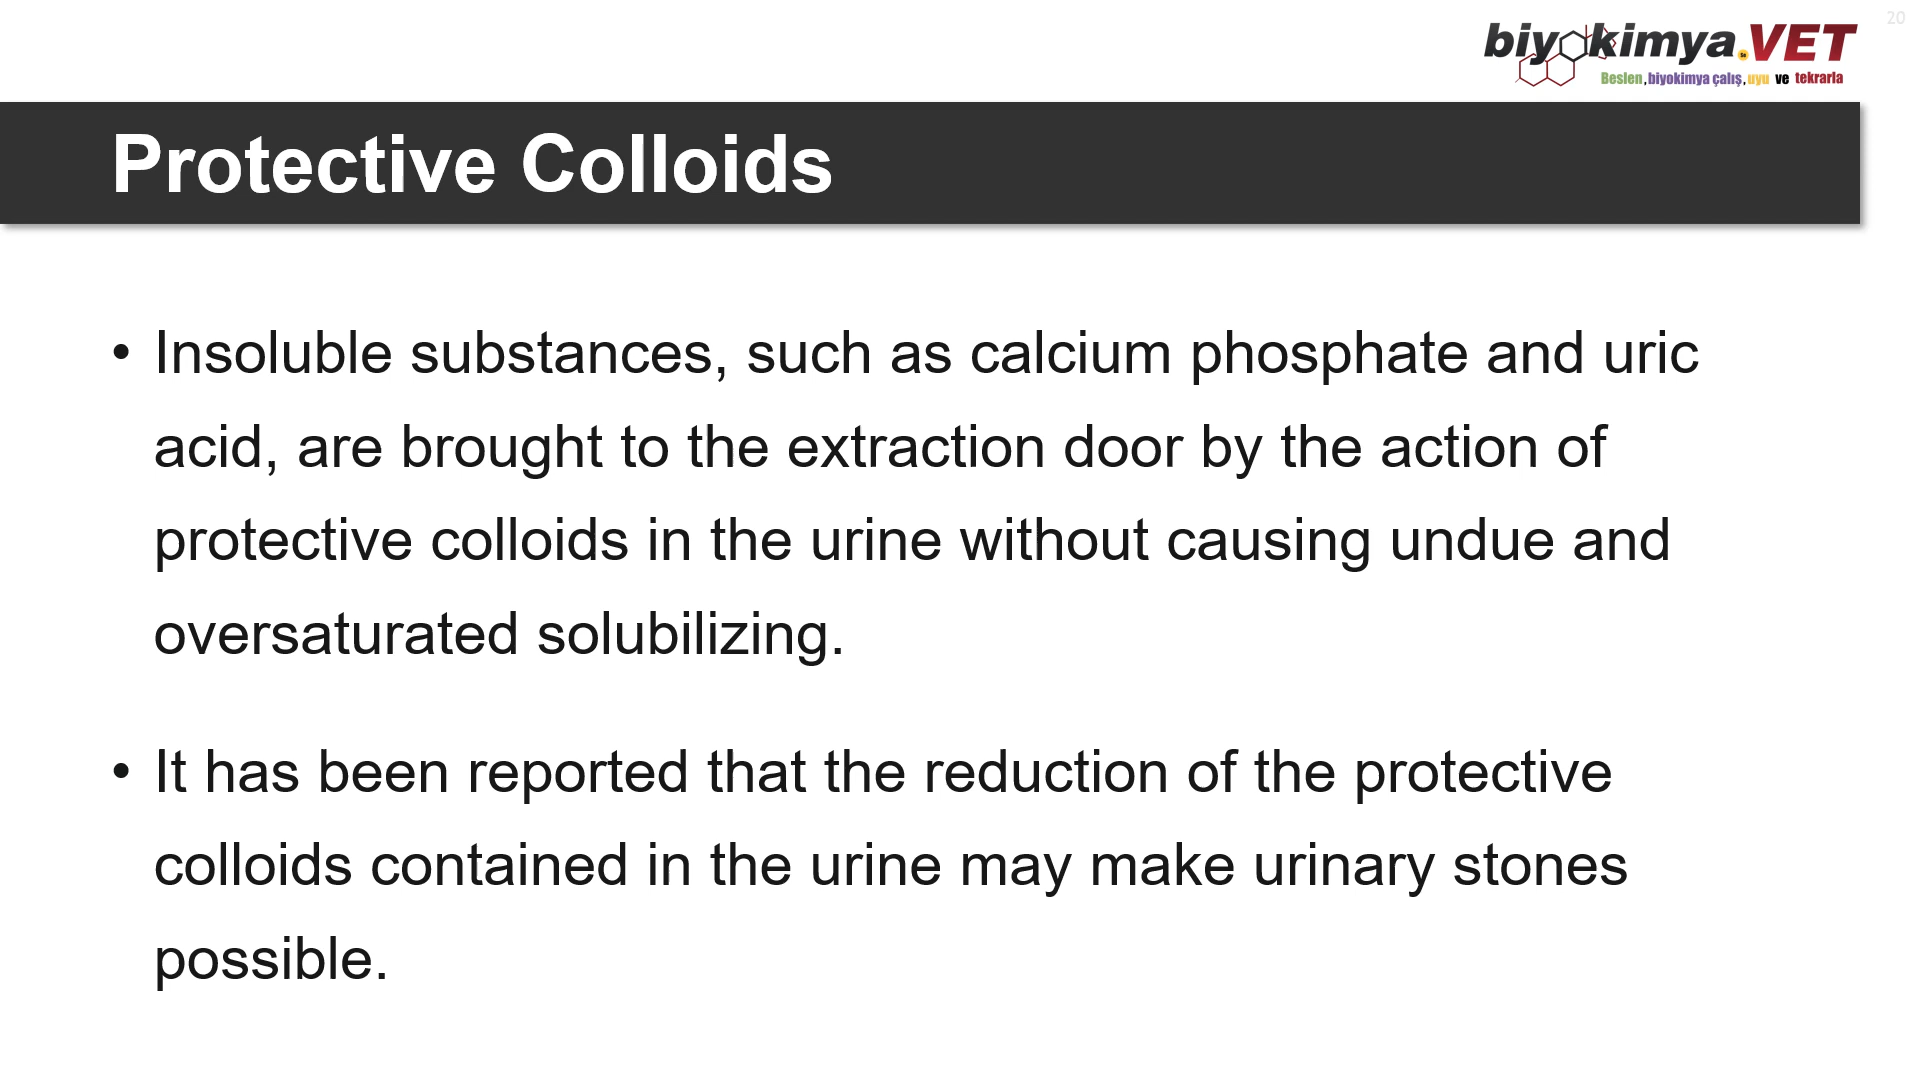 20
biyokimya.VET
Beslen, biyokimya çalış, uyu ve tekrarla
Protective Colloids
• Insoluble substances, such as calcium phosphate and uric
acid, are brought to the extraction door by the action of
protective colloids in the urine without causing undue and
oversaturated solubilizing.
• It has been reported that the reduction of the protective
colloids contained in the urine may make urinary stones
possible.